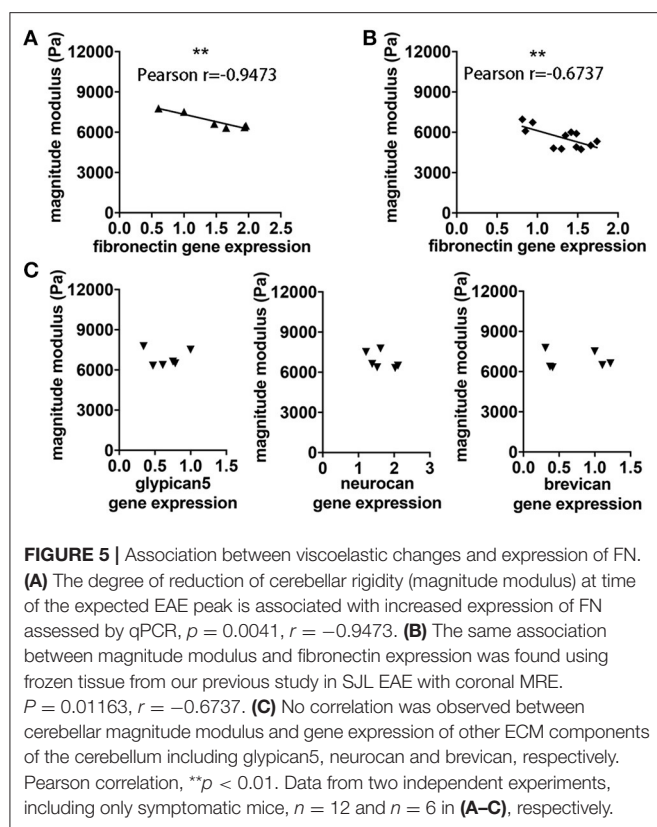 A
B
magnitude modulus (Pa)
12000
9000
6000
3000
0
**
Pearson r=-0.9473
0.0 0.5 1.0 1.5 2.0 2.5
fibronectin gene expression
magnitude modulus (Pa)
12000
9000
6000
3000
0
**
Pearson r=-0.6737
0.0 0.5 1.0 1.5 2.0
fibronectin gene expression
C
magnitude modulus (Pa)
12000
9000
6000
3000
0
0.0 0.5 1.0 1.5
glypican5
gene expression
magnitude modulus (Pa)
12000
9000
6000
3000
0
0 1 2 3
neurocan
gene expression
magnitude modulus (Pa)
12000
9000
6000
3000
0
0.0 0.5 1.0 1.5
brevican
gene expression
FIGURE 5 | Association between viscoelastic changes and expression of FN.
(A) The degree of reduction of cerebellar rigidity (magnitude modulus) at time
of the expected EAE peak is associated with increased expression of FN
assessed by qPCR, p = 0.0041, r = −0.9473. (B) The same association
between magnitude modulus and fibronectin expression was found using
frozen tissue from our previous study in SJL EAE with coronal MRE.
P = 0.01163, r = −0.6737. (C) No correlation was observed between
cerebellar magnitude modulus and gene expression of other ECM components
of the cerebellum including glypican5, neurocan and brevican, respectively.
Pearson correlation, **p < 0.01. Data from two independent experiments,
including only symptomatic mice, n = 12 and n = 6 in (A–C), respectively.